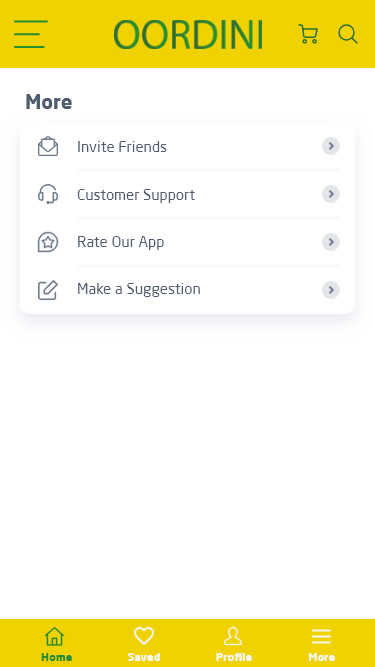 OORDINI
More
Invite Friends
Customer Support
Rate Our App
Make a Suggestion
Home Saved Profile More